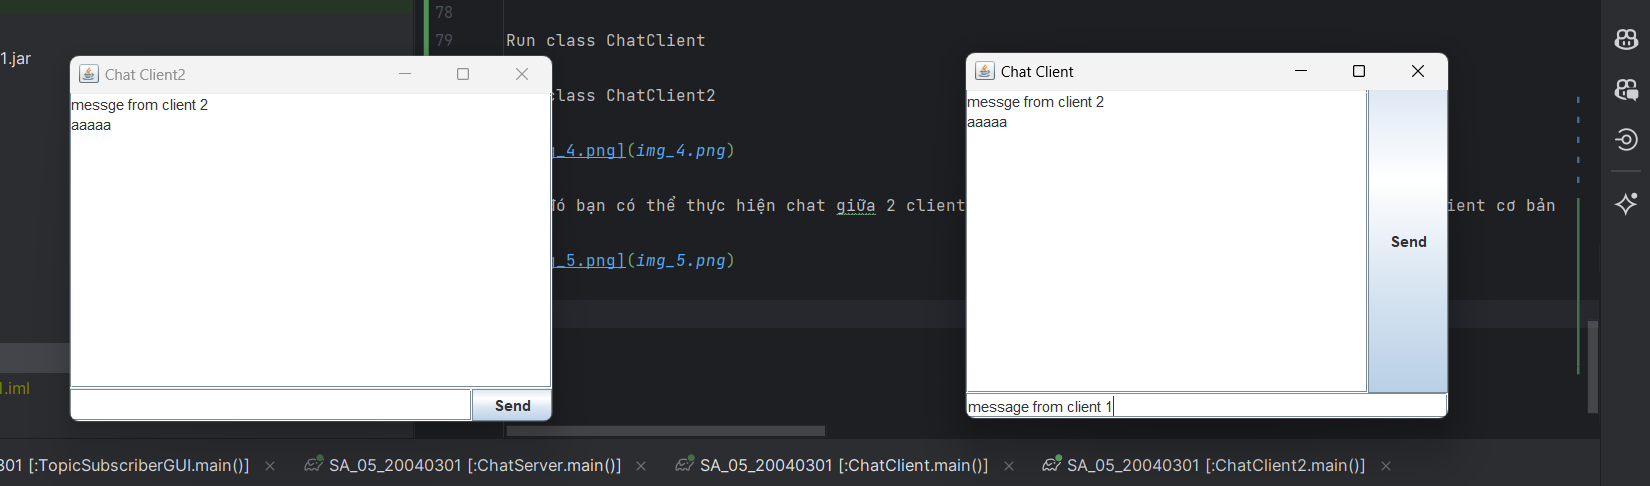 78
79
Run class ChatClient
1.jar
Chat Client2
messge from client 2
aaaaa
Send
class ChatClient2
_4.png](img_4.png)
đó bạn có thể thực hiện chat giữa 2 client
ient cơ bản
_5.png](img_5.png)
Chat Client
messge from client 2
aaaaa
Send
message from client 1
.iml
301 [:TopicSubscriberGUI.main()]
SA_05_20040301 [:ChatServer.main()]
SA_05_20040301 [:ChatClient.main()]
SA_05_20040301 [:ChatClient2.main()]